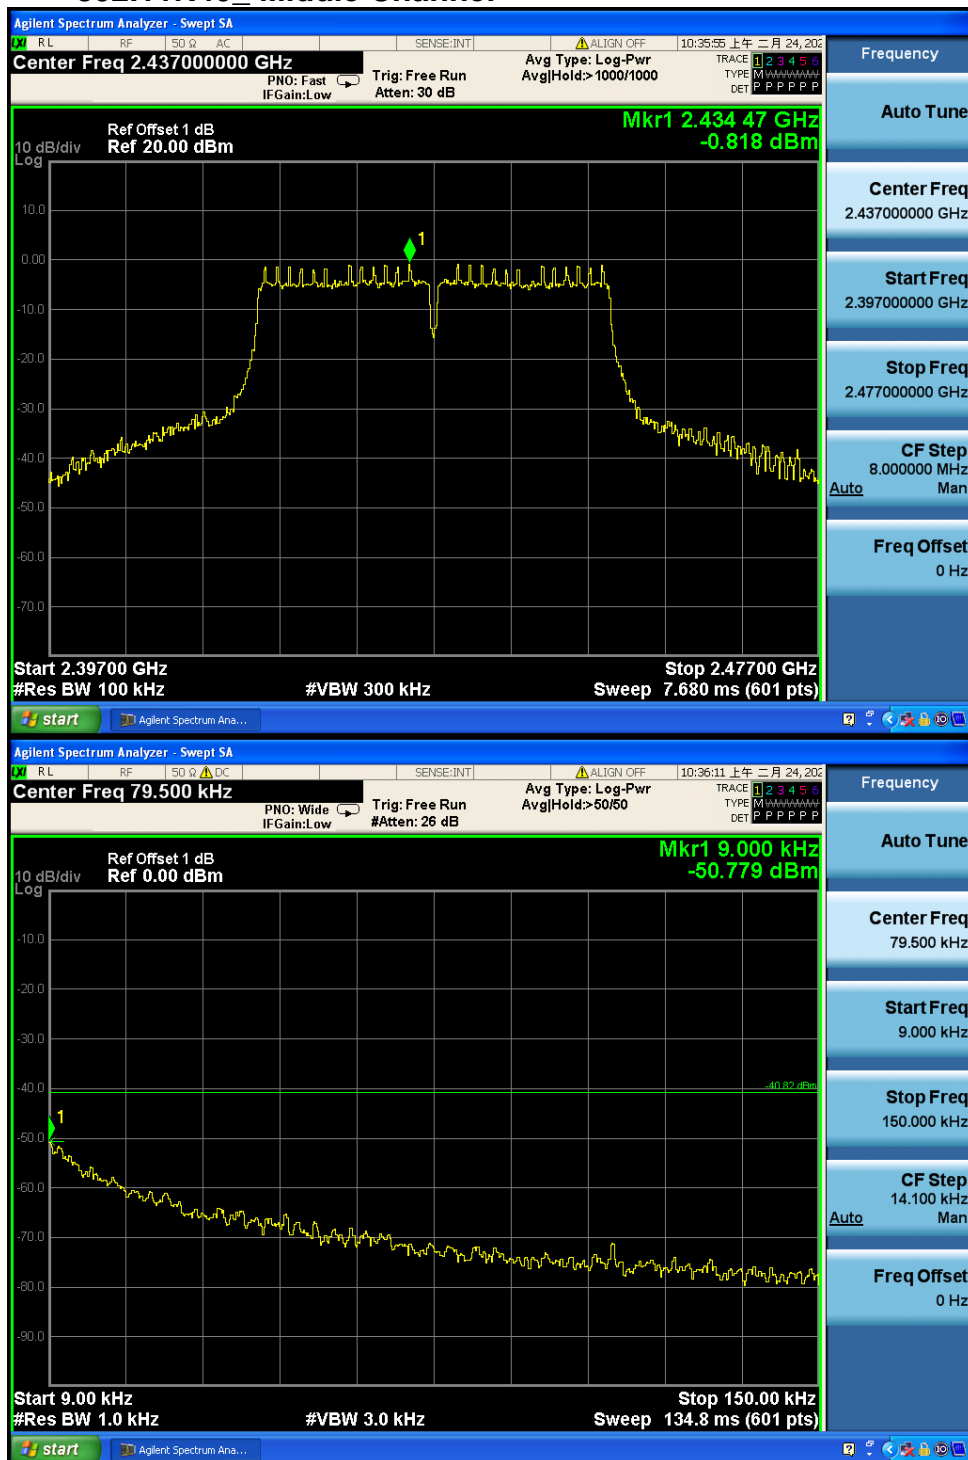 Agilent Spectrum Analyzer - Swept SA
LXI RL RF 50 Ω AC SENSE:INT ALIGN OFF 10:35:55 上午 二月 24, 202
Center Freq 2.437000000 GHz
PNO: Fast
IFGain:Low
Trig: Free Run
Atten: 30 dB
Avg Type: Log-Pwr
Avg|Hold:>1000/1000
TRACE 1 2 3 4 5 6
TYPE M
DET P P P P P P
Mkr1 2.434 47 GHz
-0.818 dBm
Ref Offset 1 dB
10 dB/div Ref 20.00 dBm
Log
10.0
0.00
-10.0
-20.0
-30.0
-40.0
-50.0
-60.0
-70.0
1
Start 2.39700 GHz Stop 2.47700 GHz
#Res BW 100 kHz #VBW 300 kHz Sweep 7.680 ms (601 pts)
Frequency
Auto Tune
Center Freq
2.437000000 GHz
Start Freq
2.397000000 GHz
Stop Freq
2.477000000 GHz
CF Step
8.000000 MHz
Auto Man
Freq Offset
0 Hz
start Agilent Spectrum Ana...
Agilent Spectrum Analyzer - Swept SA
LXI RL RF 50 Ω DC SENSE:INT ALIGN OFF 10:36:11 上午 二月 24, 202
Center Freq 79.500 kHz
PNO: Wide
IFGain:Low
Trig: Free Run
#Atten: 26 dB
Avg Type: Log-Pwr
Avg|Hold:>50/50
TRACE 1 2 3 4 5 6
TYPE M
DET P P P P P P
Mkr1 9.000 kHz
-50.779 dBm
Ref Offset 1 dB
10 dB/div Ref 0.00 dBm
Log
-10.0
-20.0
-30.0
-40.0
-50.0
-60.0
-70.0
-80.0
-90.0
-40.82 dBm
1
Start 9.00 kHz Stop 150.00 kHz
#Res BW 1.0 kHz #VBW 3.0 kHz Sweep 134.8 ms (601 pts)
Frequency
Auto Tune
Center Freq
79.500 kHz
Start Freq
9.000 kHz
Stop Freq
150.000 kHz
CF Step
14.100 kHz
Auto Man
Freq Offset
0 Hz
start Agilent Spectrum Ana...